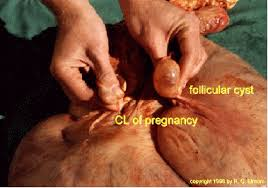 follicular cyst
CL of pregnancy
copyright 1998 by R. G. Elmore